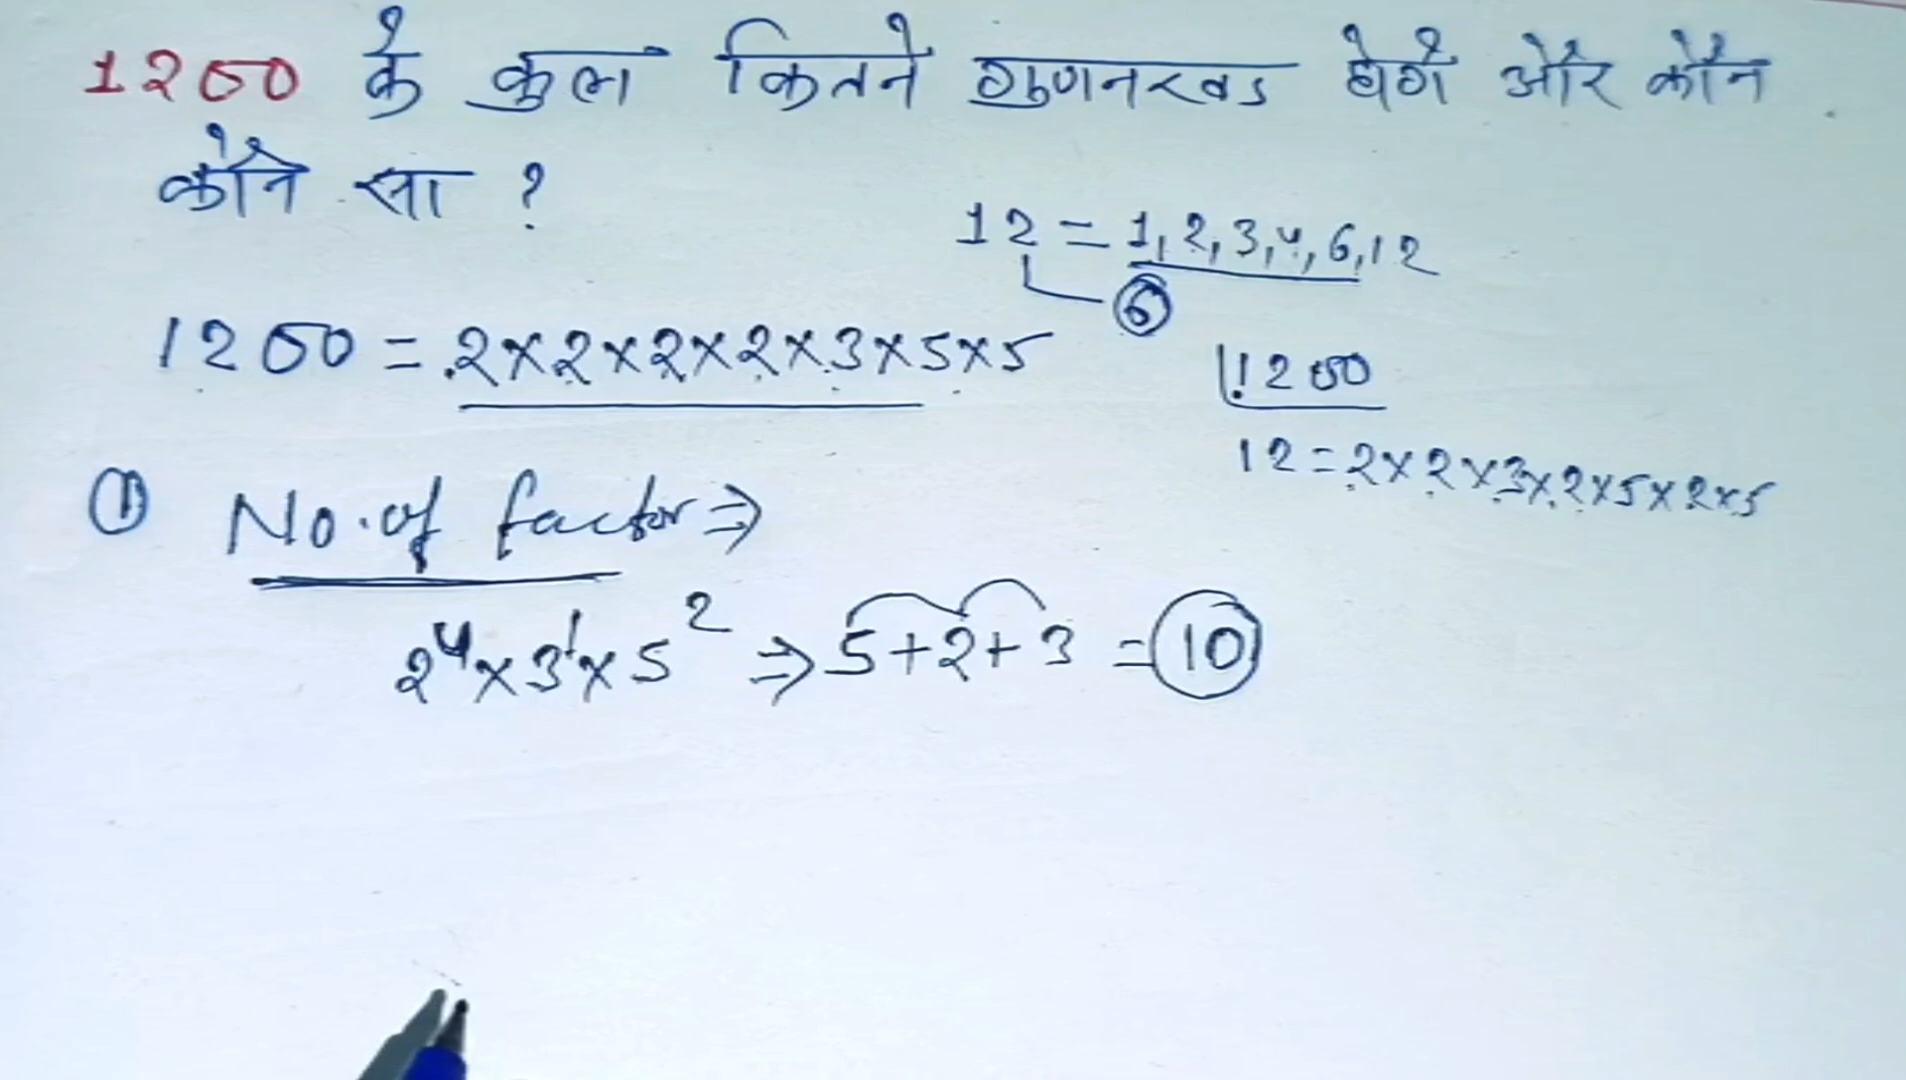 1200 के कुल कितने गुणनखड होगें और कौन
कौन सा ?
12 = 1, 2, 3, 4, 6, 12
6
1200 = 2×2×2×2×3×5×5
1200
12 = 2×2×3×2×5×2×5
① No. of factor ⇒
2⁴×3¹×5² ⇒ 5+2+3 = 10